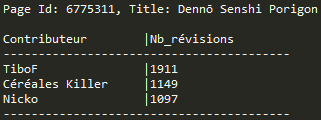 Page Id: 6775311, Title: Dennō Senshi Porigon
Contributeur |Nb_révisions
----------------------------------------
TiboF |1911
Céréales Killer |1149
Nicko |1097
----------------------------------------